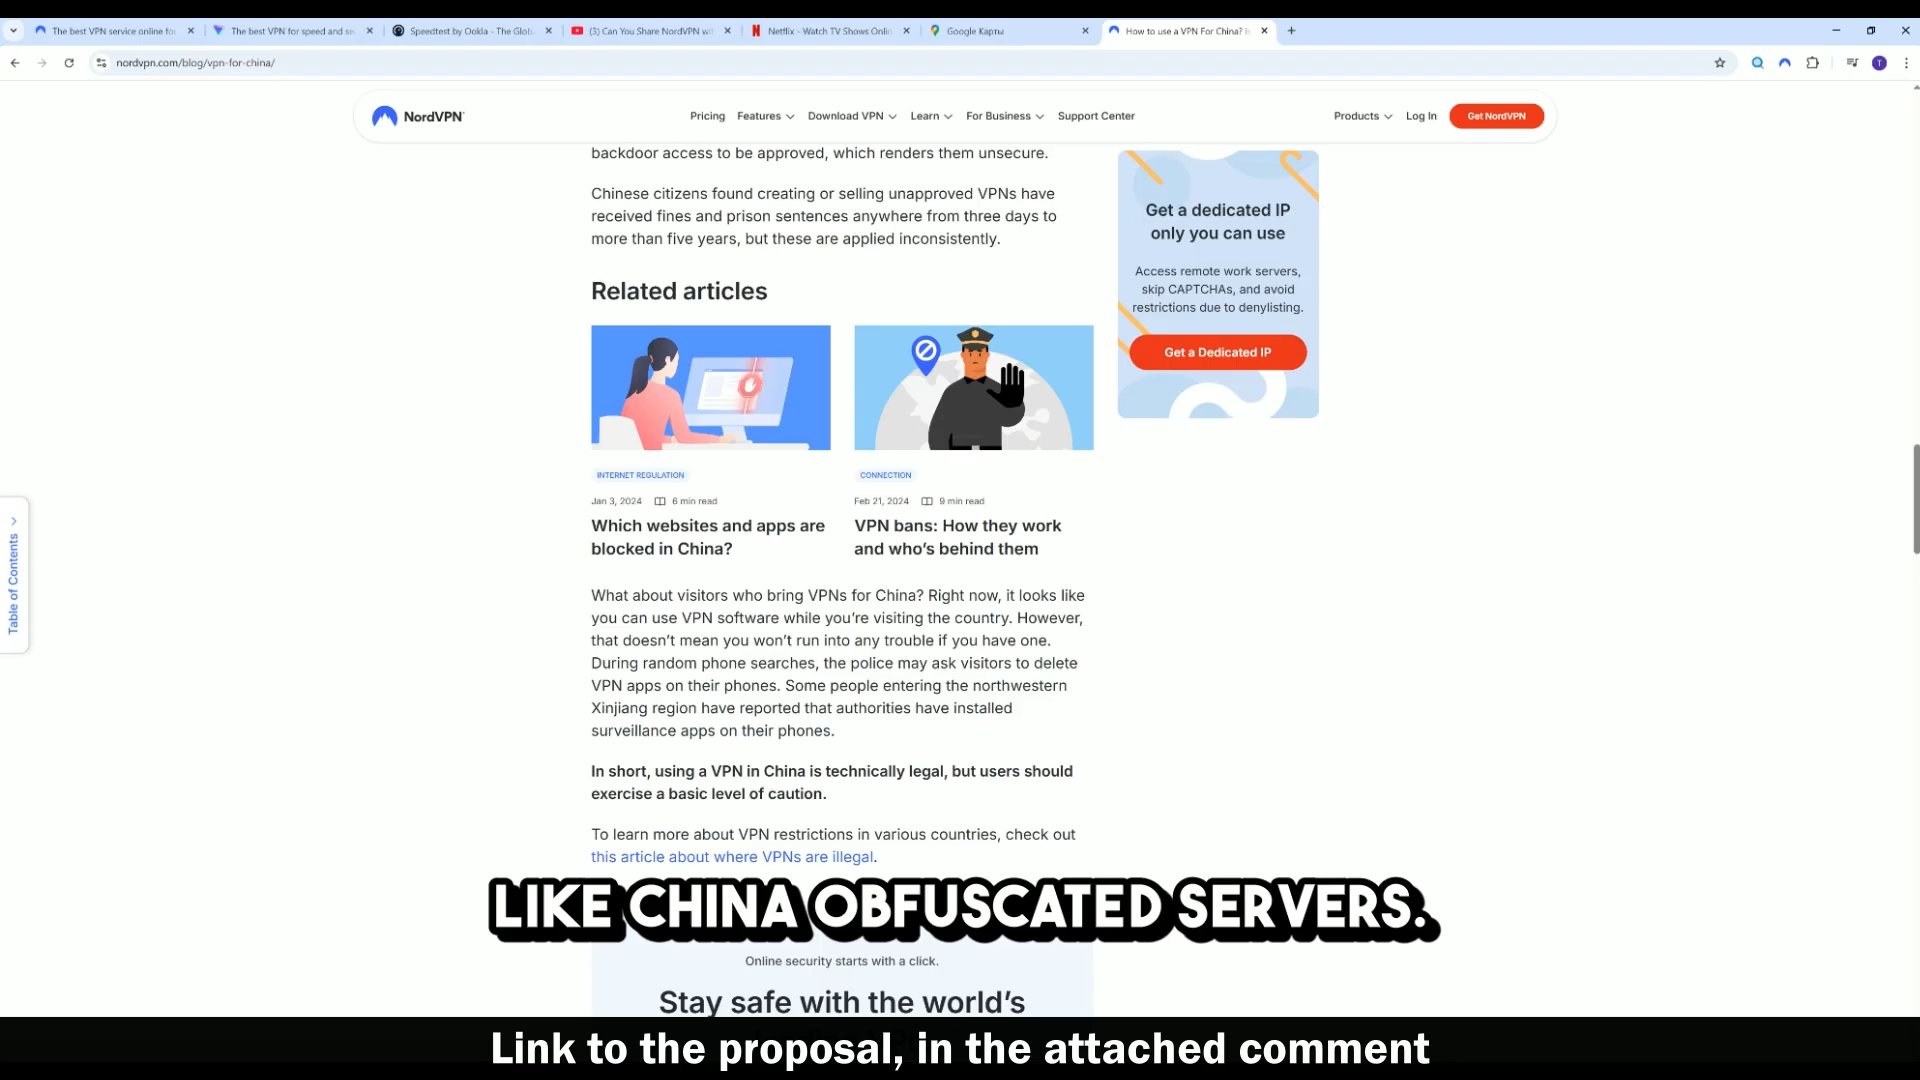 The best VPN service online for
The best VPN for speed and se
Speedtest by Ookla - The Glob
(3) Can You Share NordVPN wi
Netflix - Watch TV Shows Onlin
Google Карты
How to use a VPN For China? Is
nordvpn.com/blog/vpn-for-china/
T
NordVPN
Pricing
Features
Download VPN
Learn
For Business
Support Center
Products
Log In
Get NordVPN
backdoor access to be approved, which renders them unsecure.
Chinese citizens found creating or selling unapproved VPNs have
received fines and prison sentences anywhere from three days to
more than five years, but these are applied inconsistently.
Get a dedicated IP
only you can use
Access remote work servers,
skip CAPTCHAs, and avoid
restrictions due to denylisting.
Get a Dedicated IP
Related articles
INTERNET REGULATION
Jan 3, 2024 6 min read
Which websites and apps are
blocked in China?
CONNECTION
Feb 21, 2024 9 min read
VPN bans: How they work
and who's behind them
Table of Contents
What about visitors who bring VPNs for China? Right now, it looks like
you can use VPN software while you're visiting the country. However,
that doesn't mean you won't run into any trouble if you have one.
During random phone searches, the police may ask visitors to delete
VPN apps on their phones. Some people entering the northwestern
Xinjiang region have reported that authorities have installed
surveillance apps on their phones.
In short, using a VPN in China is technically legal, but users should
exercise a basic level of caution.
To learn more about VPN restrictions in various countries, check out
this article about where VPNs are illegal.
LIKE CHINA OBFUSCATED SERVERS.
Online security starts with a click.
Stay safe with the world's
Link to the proposal, in the attached comment